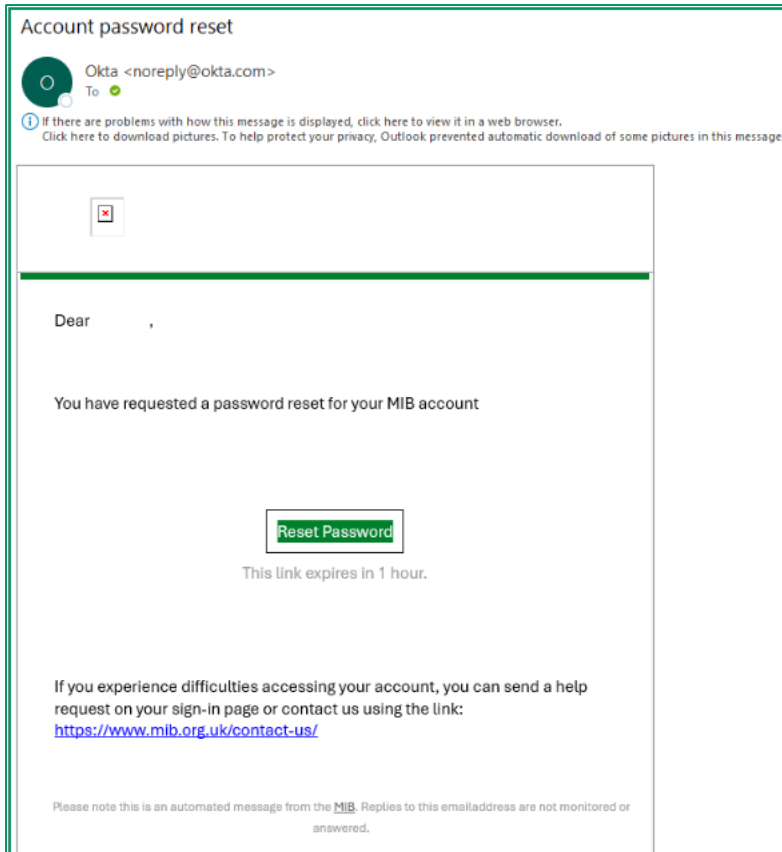 Account password reset
O
Okta <noreply@okta.com>
To
If there are problems with how this message is displayed, click here to view it in a web browser.
Click here to download pictures. To help protect your privacy, Outlook prevented automatic download of some pictures in this message
Dear ,
You have requested a password reset for your MIB account
Reset Password
This link expires in 1 hour.
If you experience difficulties accessing your account, you can send a help
request on your sign-in page or contact us using the link:
https://www.mib.org.uk/contact-us/
Please note this is an automated message from the MIB. Replies to this emailaddress are not monitored or
answered.